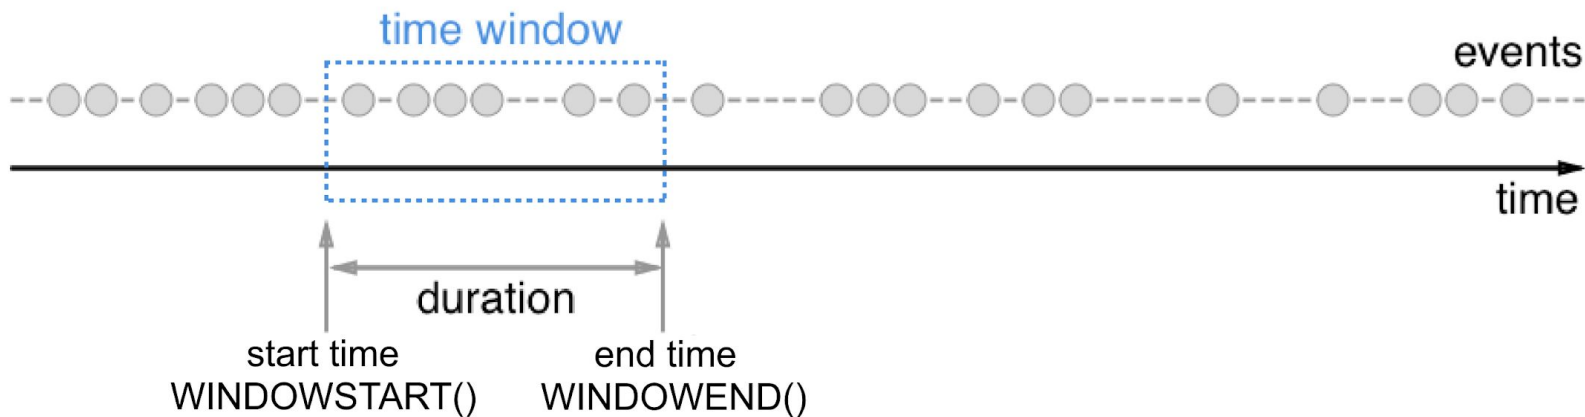 time window
events
time
duration
start time
WINDOWSTART()
end time
WINDOWEND()